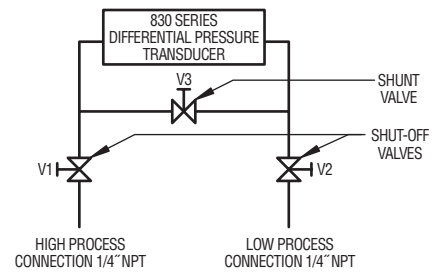 830 SERIES
DIFFERENTIAL PRESSURE
TRANSDUCER
V3
SHUNT
VALVE
SHUT-OFF
VALVES
V1
V2
HIGH PROCESS
CONNECTION 1/4˝ NPT
LOW PROCESS
CONNECTION 1/4˝ NPT